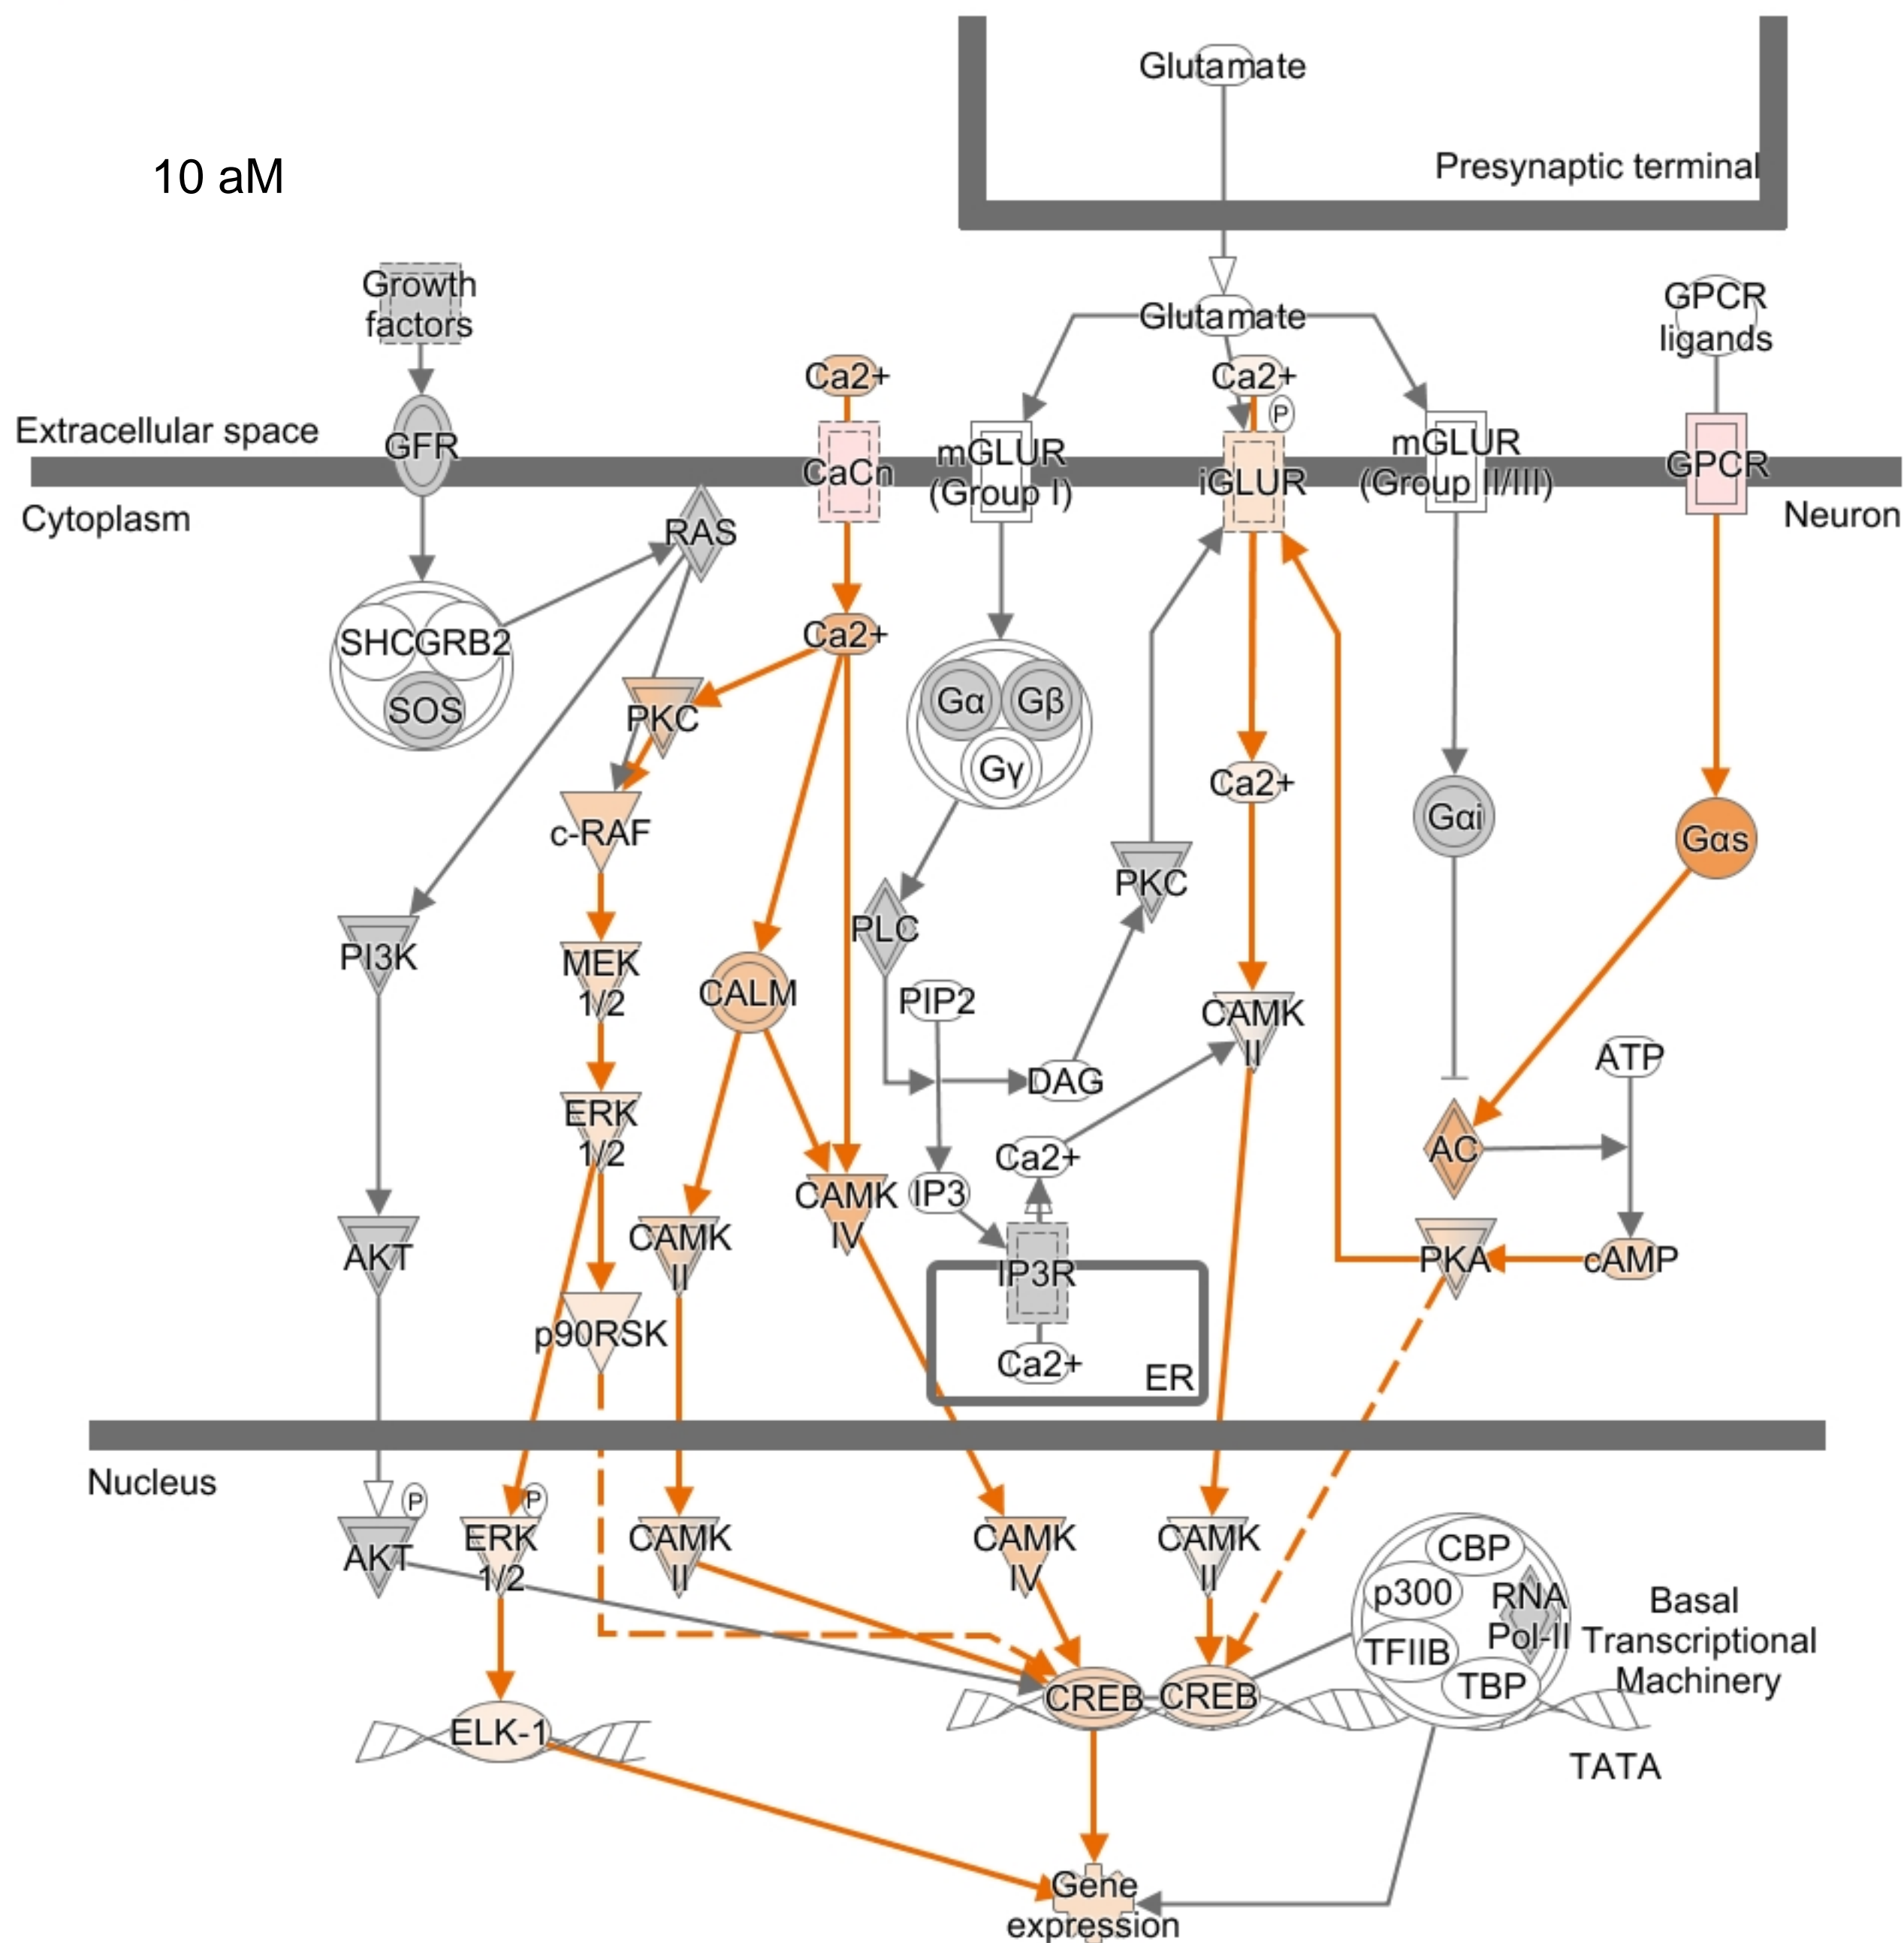 Glutamate
Presynaptic terminal
10 aM
Growth
factors
Glutamate
GPCR
ligands
Ca2+
Ca2+
P
Extracellular space
GFR
CaCn
mGLUR
(Group I)
iGLUR
mGLUR
(Group II/III)
GPCR
Cytoplasm
Neuron
RAS
SHC
GRB2
SOS
Ca2+
PKC
Gα
Gβ
Gγ
Ca2+
Gαi
Gαs
c-RAF
PKC
PLC
PI3K
MEK
1/2
CALM
PIP2
CAMK
II
ATP
DAG
ERK
1/2
Ca2+
AC
CAMK
IV
IP3
AKT
CAMK
II
IP3R
PKA
cAMP
p90RSK
Ca2+
ER
Nucleus
P
P
AKT
ERK
1/2
CAMK
II
CAMK
IV
CAMK
II
CBP
p300
RNA
Pol-II
TFIIB
TBP
Basal
Transcriptional
Machinery
CREB
CREB
ELK-1
TATA
Gene
expression